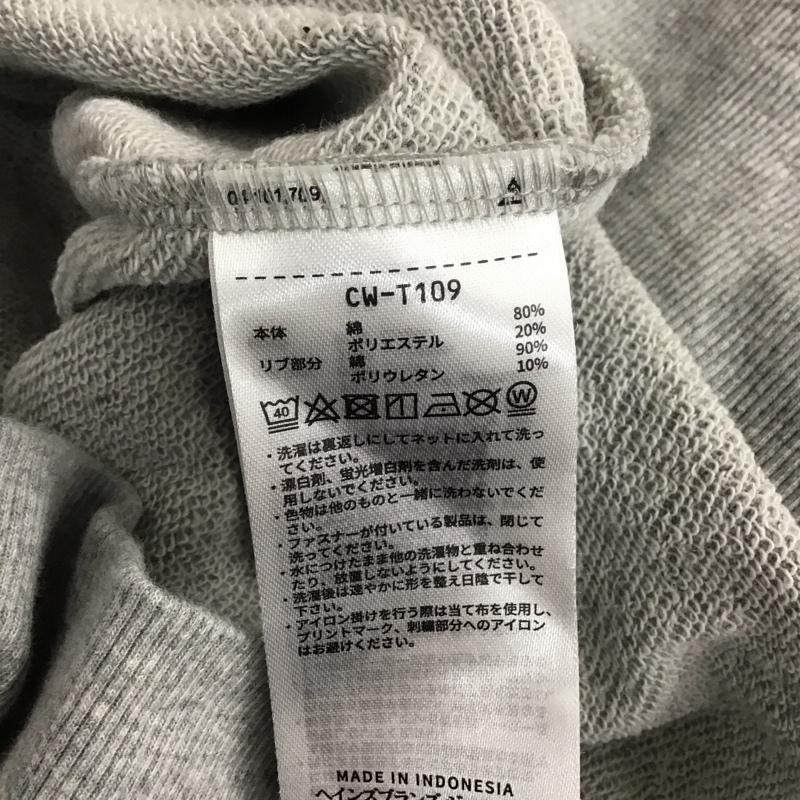 CW-T109
本体 綿 80%
ポリエステル 20%
リブ部分 綿 90%
ポリウレタン 10%
40
W
・洗濯は裏返しにしてネットに入れて洗っ
てください。
・漂白剤、蛍光増白剤を含んだ洗剤は、使
用しないでください。
・色物は他のものと一緒に洗わないでくだ
さい。
・ファスナーが付いている製品は、閉じて
洗ってください。
・水につけたまま他の洗濯物と重ね合わせ
たり、放置しないようにしてください。
・洗濯後は速やかに形を整え日陰で干して
下さい。
・アイロン掛けを行う際は当て布を使用し、
プリントマーク、刺繍部分へのアイロン
はお避けください。
MADE IN INDONESIA
ヘインズブランズ